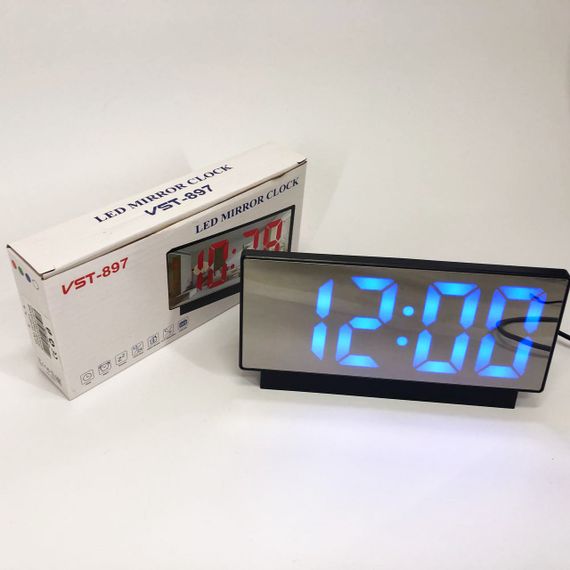 LED MIRROR CLOCK
VST-897
LED MIRROR CLOCK
VST-897
12:00